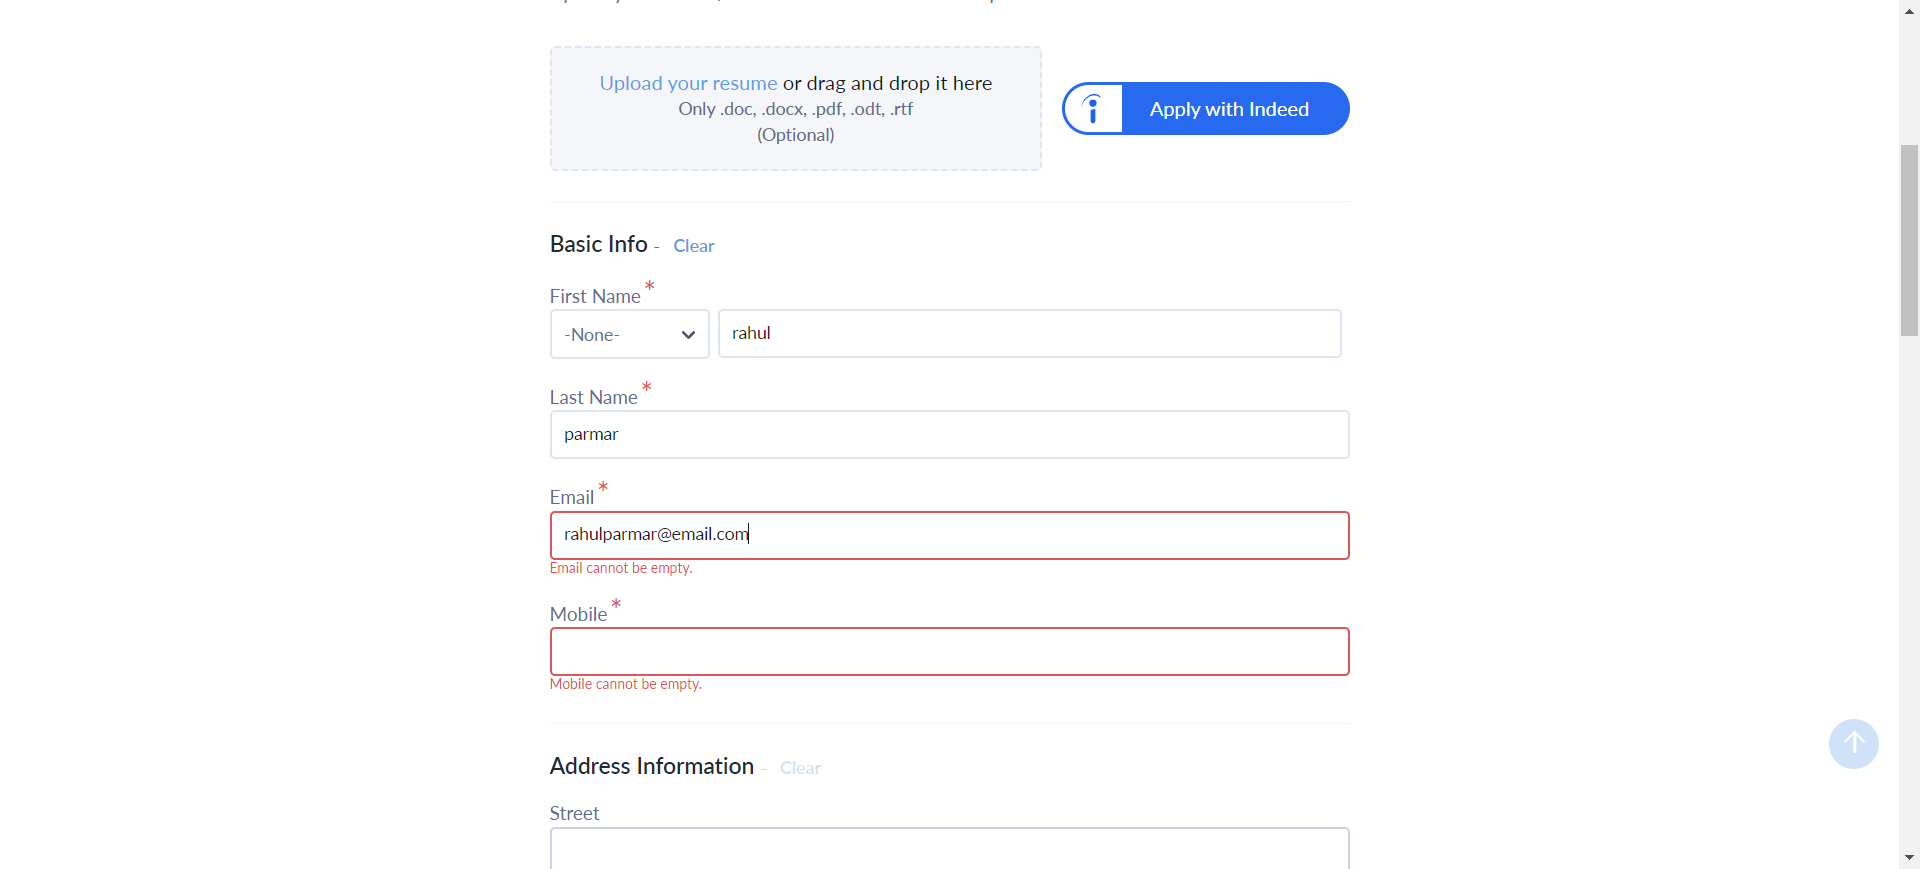 Upload your resume or drag and drop it here
Only .doc, .docx, .pdf, .odt, .rtf
(Optional)
Apply with Indeed
Basic Info - Clear
First Name *
-None-
rahul
Last Name *
parmar
Email *
rahulparmar@email.com
Email cannot be empty.
Mobile *
Mobile cannot be empty.
Address Information - Clear
Street